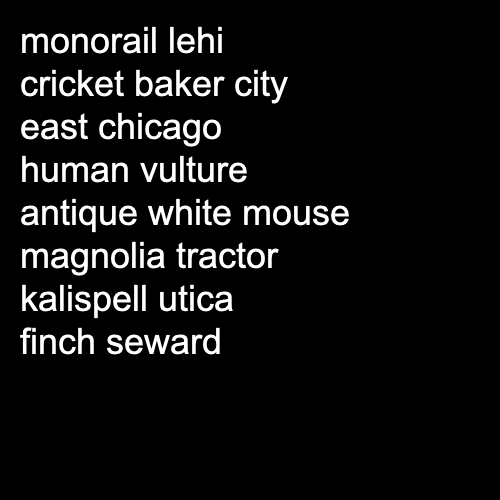 monorail lehi
cricket baker city
east chicago
human vulture
antique white mouse
magnolia tractor
kalispell utica
finch seward